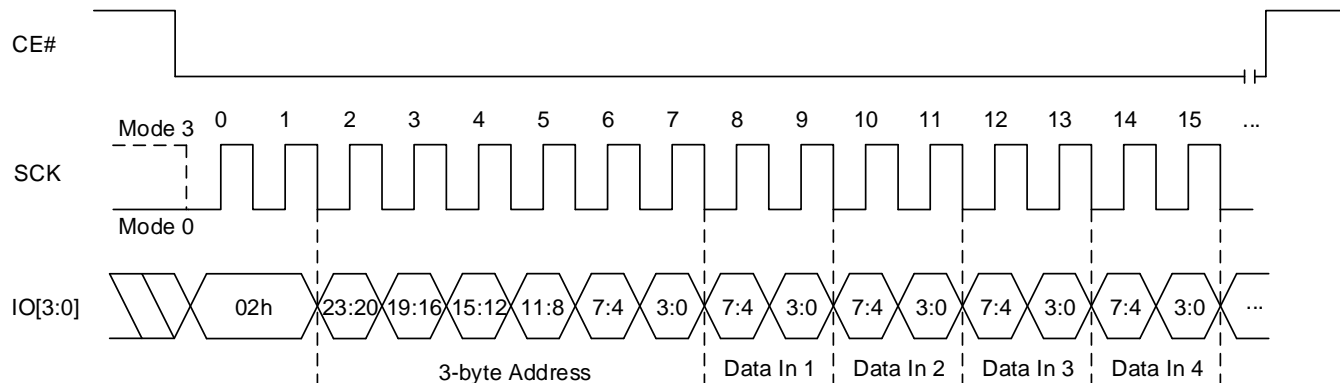 CE#
Mode 3 0 1 2 3 4 5 6 7 8 9 10 11 12 13 14 15 ...
SCK
Mode 0
IO[3:0] 02h 23:20 19:16 15:12 11:8 7:4 3:0 7:4 3:0 7:4 3:0 7:4 3:0 7:4 3:0 ...
3-byte Address Data In 1 Data In 2 Data In 3 Data In 4